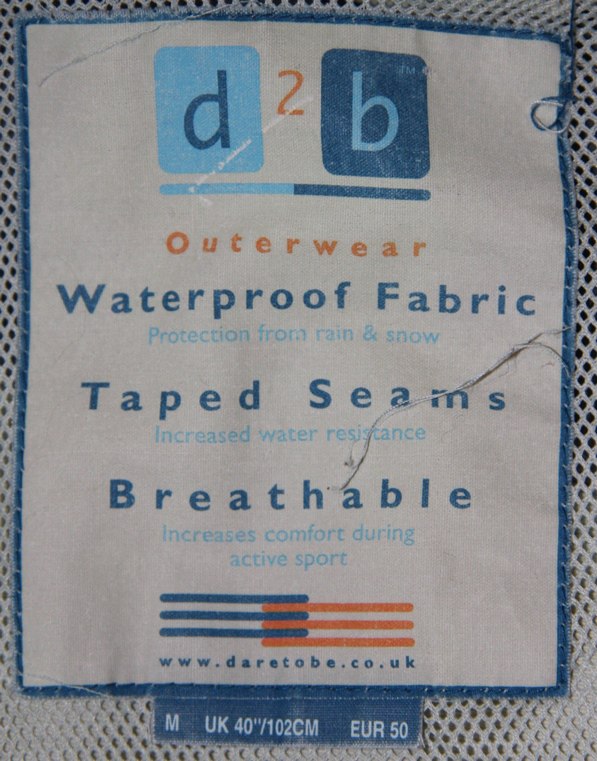 d 2 b ™
Outerwear
Waterproof Fabric
Protection from rain & snow
Taped Seams
Increased water resistance
Breathable
Increases comfort during
active sport
www.daretobe.co.uk
M UK 40"/102CM EUR 50